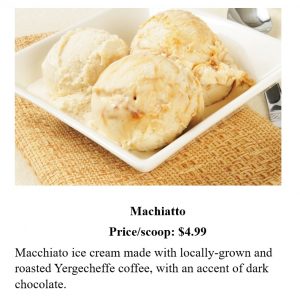 Machiatto
Price/scoop: $4.99
Macchiato ice cream made with locally-grown and
roasted Yergecheffe coffee, with an accent of dark
chocolate.